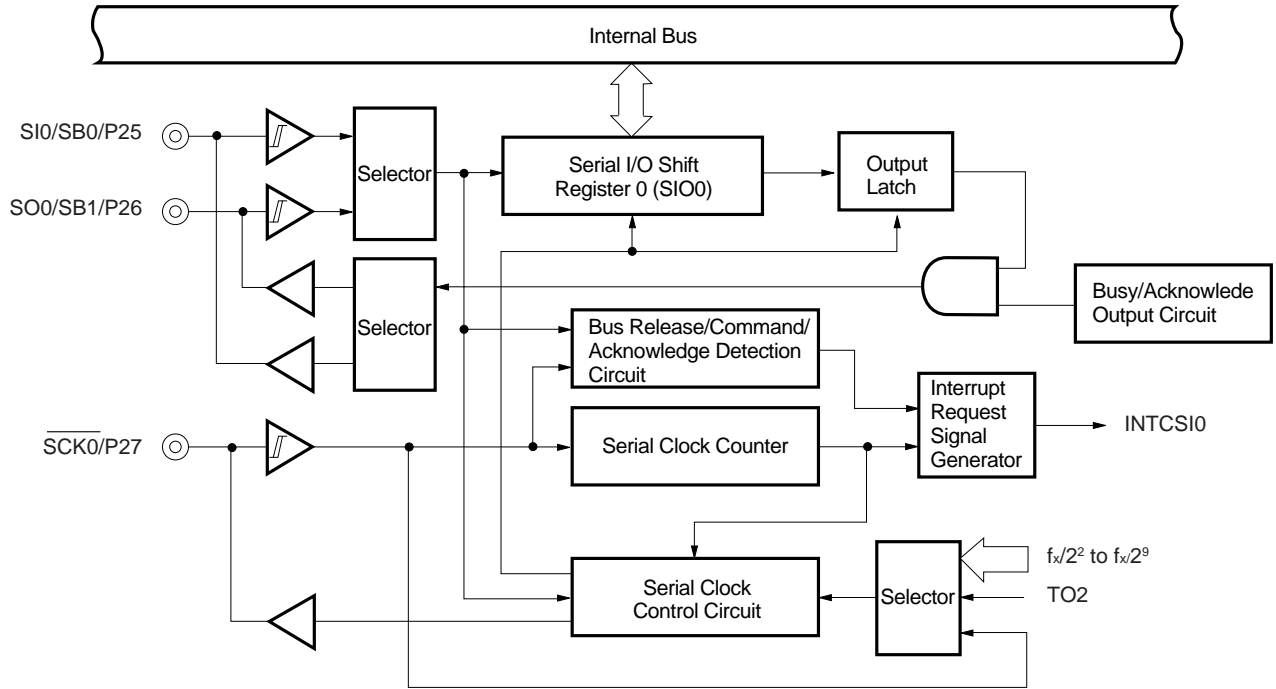 Internal Bus
SI0/SB0/P25
Selector
Serial I/O Shift
Register 0 (SIO0)
Output
Latch
SO0/SB1/P26
Selector
Busy/Acknowlede
Output Circuit
Bus Release/Command/
Acknowledge Detection
Circuit
Interrupt
Request
Signal
Generator
INTCSI0
SCK0/P27
Serial Clock Counter
Serial Clock
Control Circuit
Selector
fx/2² to fx/2⁹
TO2